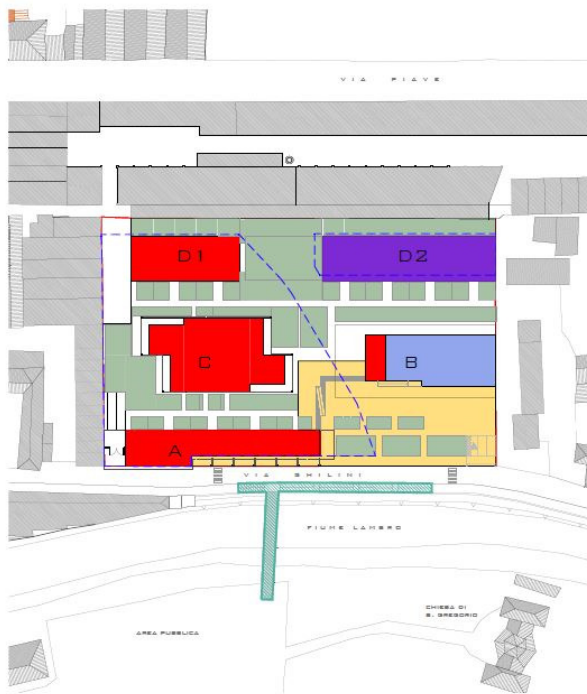 VIA PIAVE
D1
D2
C
B
A
VIA GHILINI
FIUME LAMBRO
CHIESA DI
S. GREGORIO
AREA PUBBLICA